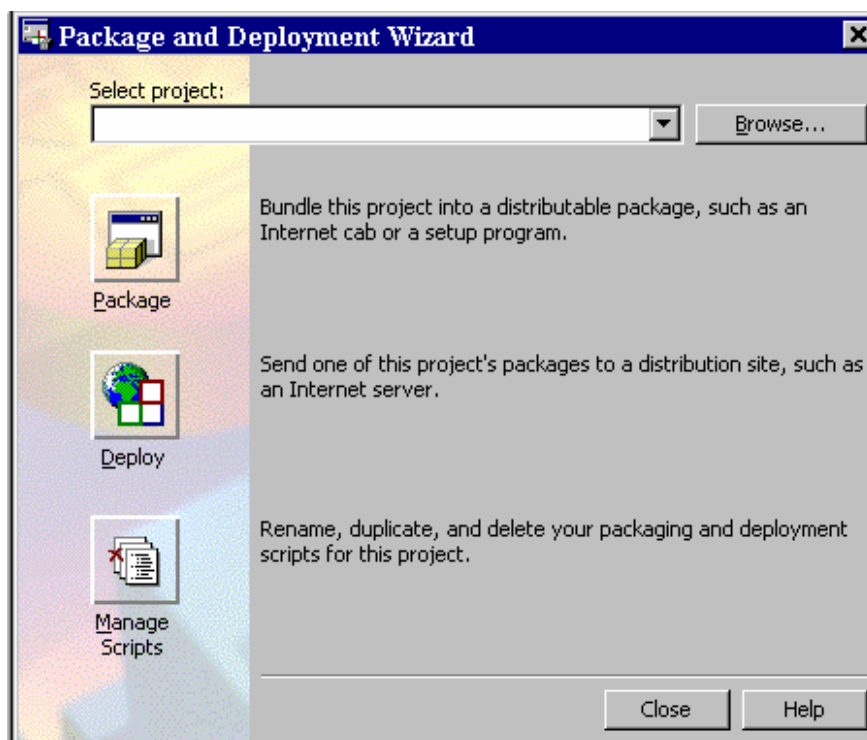 Package and Deployment Wizard
Select project:
Browse...
Bundle this project into a distributable package, such as an
Internet cab or a setup program.
Package
Send one of this project's packages to a distribution site, such as
an Internet server.
Deploy
Rename, duplicate, and delete your packaging and deployment
scripts for this project.
Manage
Scripts
Close
Help